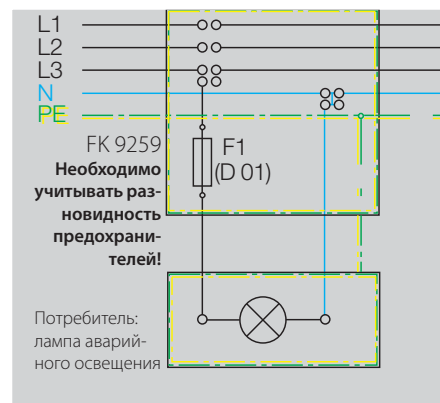 L1
L2
L3
N
PE
FK 9259
F1
(D 01)
Необходимо
учитывать раз-
новидность
предохрани-
телей!
Потребитель:
лампа аварий-
ного освещения